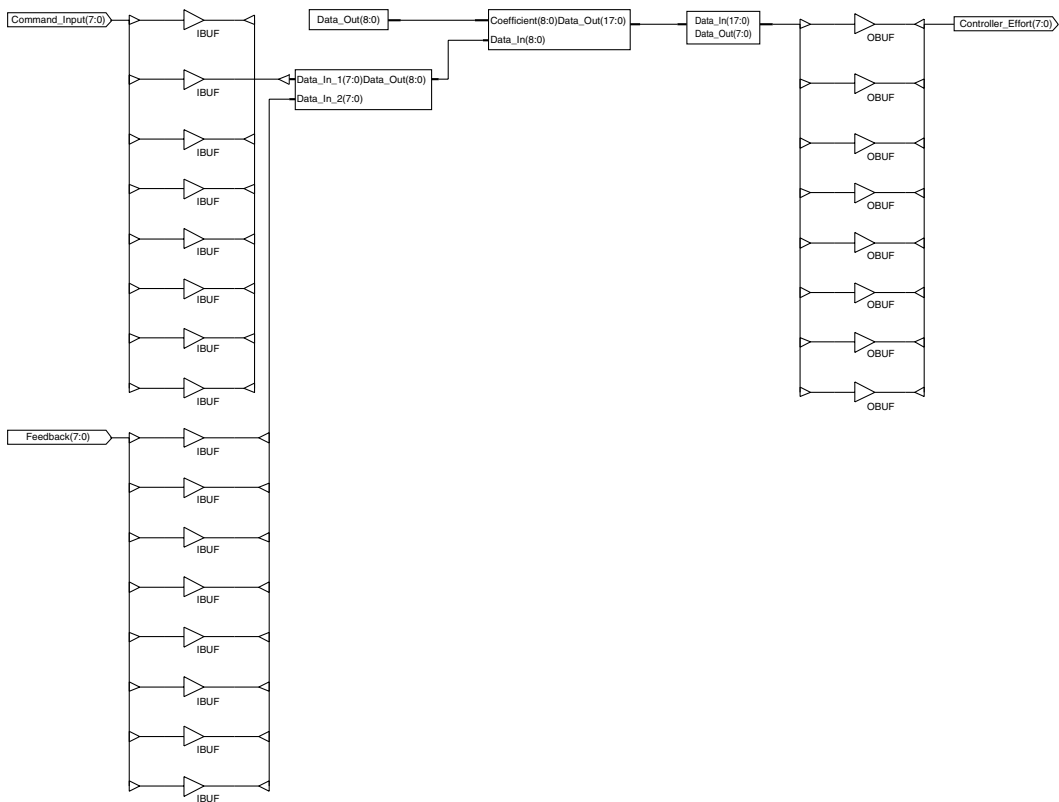 Command_Input(7:0)
Data_Out(8:0)
Coefficient(8:0)Data_Out(17:0)
Data_In(8:0)
Data_In(17:0)
Data_Out(7:0)
Controller_Effort(7:0)
IBUF
OBUF
Data_In_1(7:0)Data_Out(8:0)
Data_In_2(7:0)
IBUF
OBUF
IBUF
OBUF
IBUF
OBUF
IBUF
OBUF
IBUF
OBUF
IBUF
OBUF
IBUF
OBUF
Feedback(7:0)
IBUF
IBUF
IBUF
IBUF
IBUF
IBUF
IBUF
IBUF